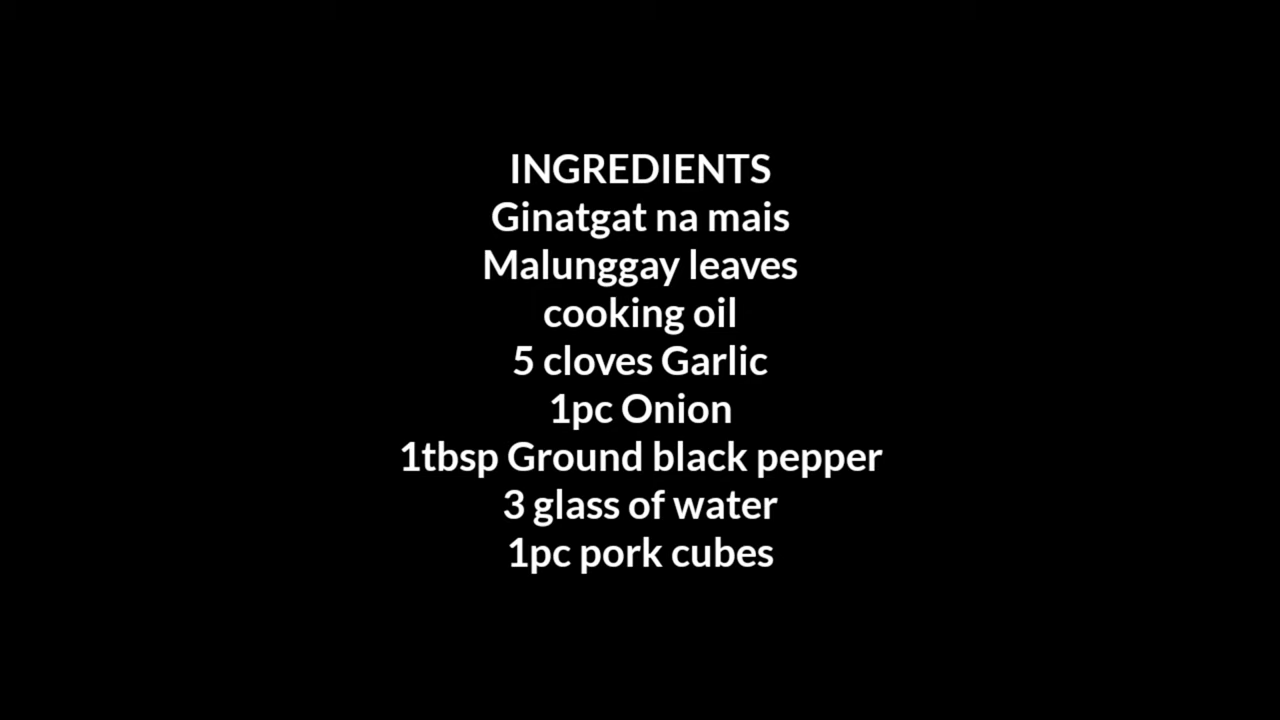 INGREDIENTS
Ginatgat na mais
Malunggay leaves
cooking oil
5 cloves Garlic
1pc Onion
1tbsp Ground black pepper
3 glass of water
1pc pork cubes